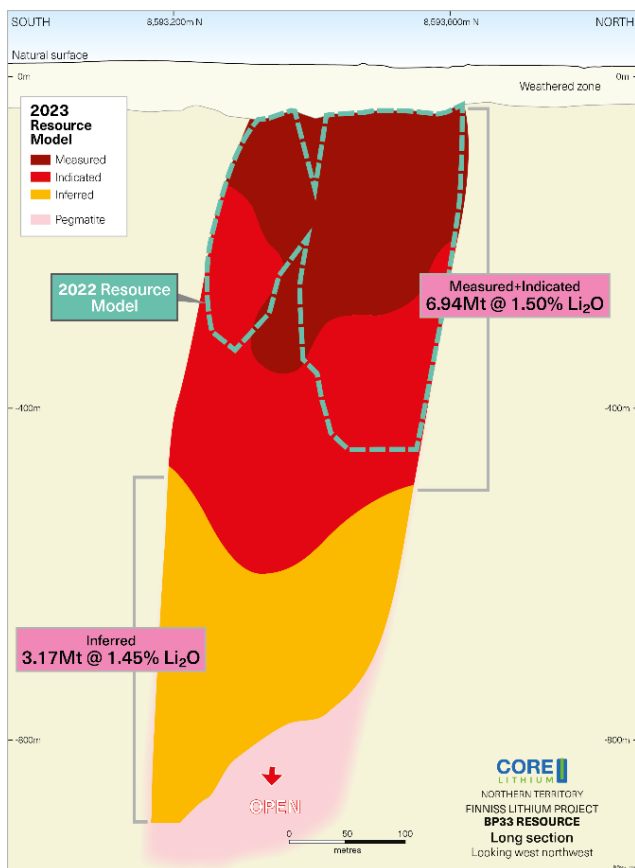 SOUTH
8,593,200m N
8,593,600m N
NORTH
Natural surface
0m
0m
Weathered zone
2023
Resource
Model
Measured
Indicated
Inferred
Pegmatite
2022 Resource
Model
Measured+Indicated
6.94Mt @ 1.50% Li₂O
-400m
-400m
Inferred
3.17Mt @ 1.45% Li₂O
-800m
-800m
OPEN
0 50 100
metres
CORE
LITHIUM
NORTHERN TERRITORY
FINNISS LITHIUM PROJECT
BP33 RESOURCE
Long section
Looking west northwest